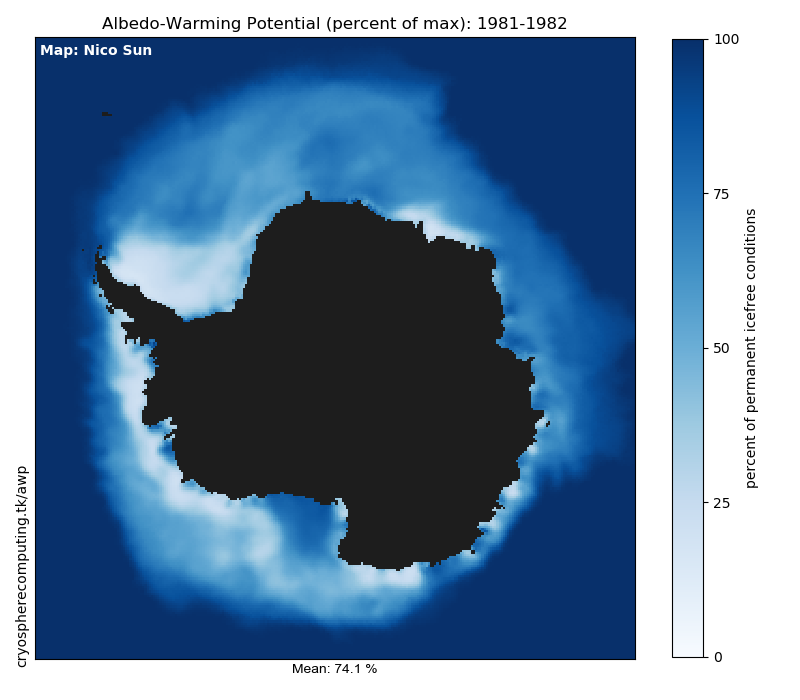 Albedo-Warming Potential (percent of max): 1981-1982
Map: Nico Sun
100
75
50
25
0
percent of permanent icefree conditions
cryospherecomputing.tk/awp
Mean: 74.1 %